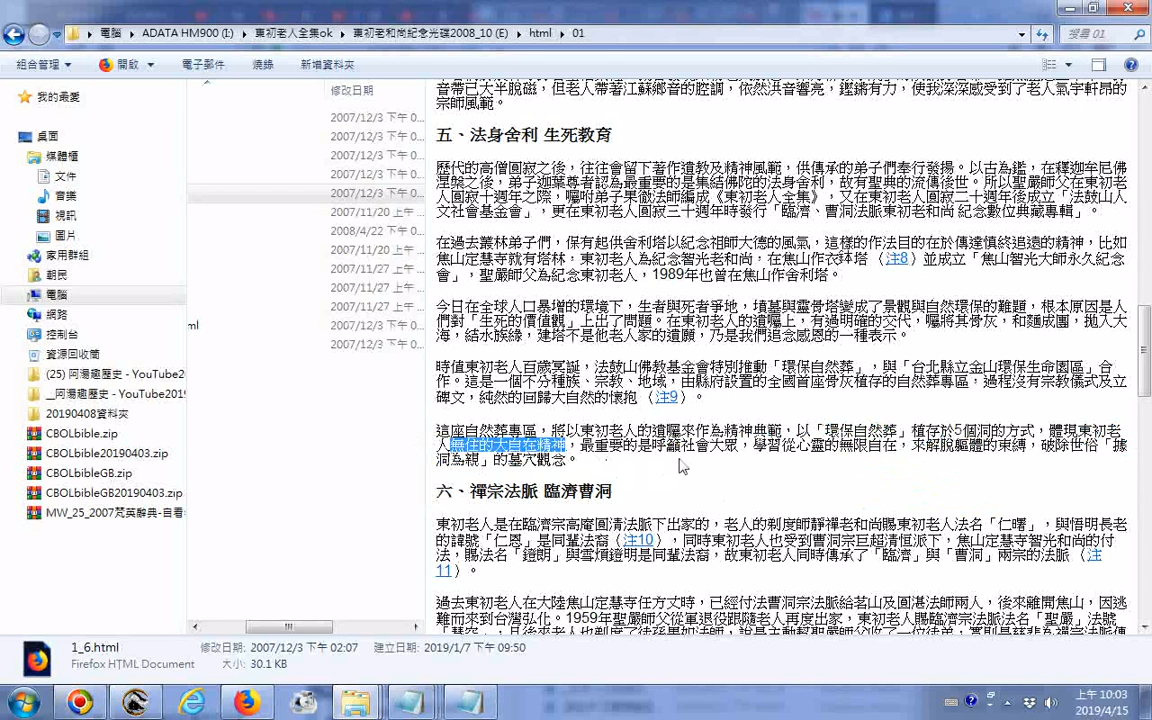 電腦 ▸ ADATA HM900 (I:) ▸ 東初老人全集ok ▸ 東初老和尚紀念光碟2008_10 (E) ▸ html ▸ 01
搜尋 01
組合管理 ▼ 開啟 ▼ 電子郵件 燒錄 新增資料夾
我的最愛
桌面
媒體櫃
文件
音樂
視訊
圖片
家用群組
朝民
電腦
網路
控制台
資源回收筒
(25) 阿湯趣歷史 - YouTube2
__阿湯趣歷史 - YouTube2019
20190408資料夾
CBOLbible.zip
CBOLbible20190403.zip
CBOLbibleGB.zip
CBOLbibleGB20190403.zip
MW_25_2007梵英辭典-自看
ml
修改日期
2007/12/3 下午 0...
2007/12/3 下午 0...
2007/12/3 下午 0...
2007/12/3 下午 0...
2007/12/3 下午 0...
2007/11/20 上午 ...
2008/4/22 下午 0...
2007/11/20 上午 ...
2007/11/27 上午 ...
2007/11/27 上午 ...
2007/11/27 上午 ...
2007/12/3 下午 0...
2007/12/3 下午 0...
音帶已大半脫磁，但老人帶著江蘇鄉音的腔調，依然洪音響亮，鏗鏘有力，使我深深感受到了老人氣宇軒昂的
宗師風範。
五、法身舍利 生死教育
歷代的高僧圓寂之後，往往會留下著作遺教及精神風範，供傳承的弟子們奉行發揚。以古為鑑，在釋迦牟尼佛
涅槃之後，弟子迦葉尊者認為最重要的是集結佛陀的法身舍利，故有聖典的流傳後世。所以聖嚴師父在東初老
人圓寂十週年之際，囑咐弟子果徹法師編成《東初老人全集》，又在東初老人圓寂二十週年後成立「法鼓山人
文社會基金會」，更在東初老人圓寂三十週年時發行「臨濟、曹洞法脈東初老和尚 紀念數位典藏專輯」。
在過去叢林弟子們，保有起供舍利塔以紀念祖師大德的風氣，這樣的作法目的在於傳達慎終追遠的精神，比如
焦山定慧寺就有塔林，東初老人為紀念智光老和尚，在焦山作衣鉢塔（注8）並成立「焦山智光大師永久紀念
會」，聖嚴師父為紀念東初老人，1989年也曾在焦山作舍利塔。
今日在全球人口暴增的環境下，生者與死者爭地，墳墓與靈骨塔變成了景觀與自然環保的難題，根本原因是人
們對「生死的價值觀」上出了問題。在東初老人的遺囑上，有過明確的交代，囑將其骨灰，和麵成團，拋入大
海，結水族緣，建塔不是他老人家的遺願，乃是我們追念感恩的一種表示。
時值東初老人百歲冥誕，法鼓山佛教基金會特別推動「環保自然葬」，與「台北縣立金山環保生命園區」合
作。這是一個不分種族、宗教、地域，由縣府設置的全國首座骨灰植存的自然葬專區，過程沒有宗教儀式及立
碑文，純然的回歸大自然的懷抱（注9）。
這座自然葬專區，將以東初老人的遺囑來作為精神典範，以「環保自然葬」植存於5個洞的方式，體現東初老
人無住的大自在精神，最重要的是呼籲社會大眾，學習從心靈的無限自在，來解脫軀體的束縛，破除世俗「據
洞為親」的墓穴觀念。
六、禪宗法脈 臨濟曹洞
東初老人是在臨濟宗高庵圓清法脈下出家的，老人的剃度師靜禪老和尚賜東初老人法名「仁曙」，與悟明長老
的諱號「仁恩」是同輩法裔（注10），同時東初老人也受到曹洞宗巨超清恒派下，焦山定慧寺智光和尚的付
法，賜法名「鐙朗」與雪煩鐙明是同輩法裔，故東初老人同時傳承了「臨濟」與「曹洞」兩宗的法脈（注
11）。
過去東初老人在大陸焦山定慧寺任方丈時，已經付法曹洞宗法脈給茗山及圓湛法師兩人，後來離開焦山，因逃
難而來到台灣弘化。1959年聖嚴師父從軍退役跟隨老人再度出家，東初老人賜臨濟宗法脈法名「聖嚴」法號
1_6.html
Firefox HTML Document
修改日期: 2007/12/3 下午 02:07
大小: 30.1 KB
建立日期: 2019/1/7 下午 09:50
上午 10:03
2019/4/15